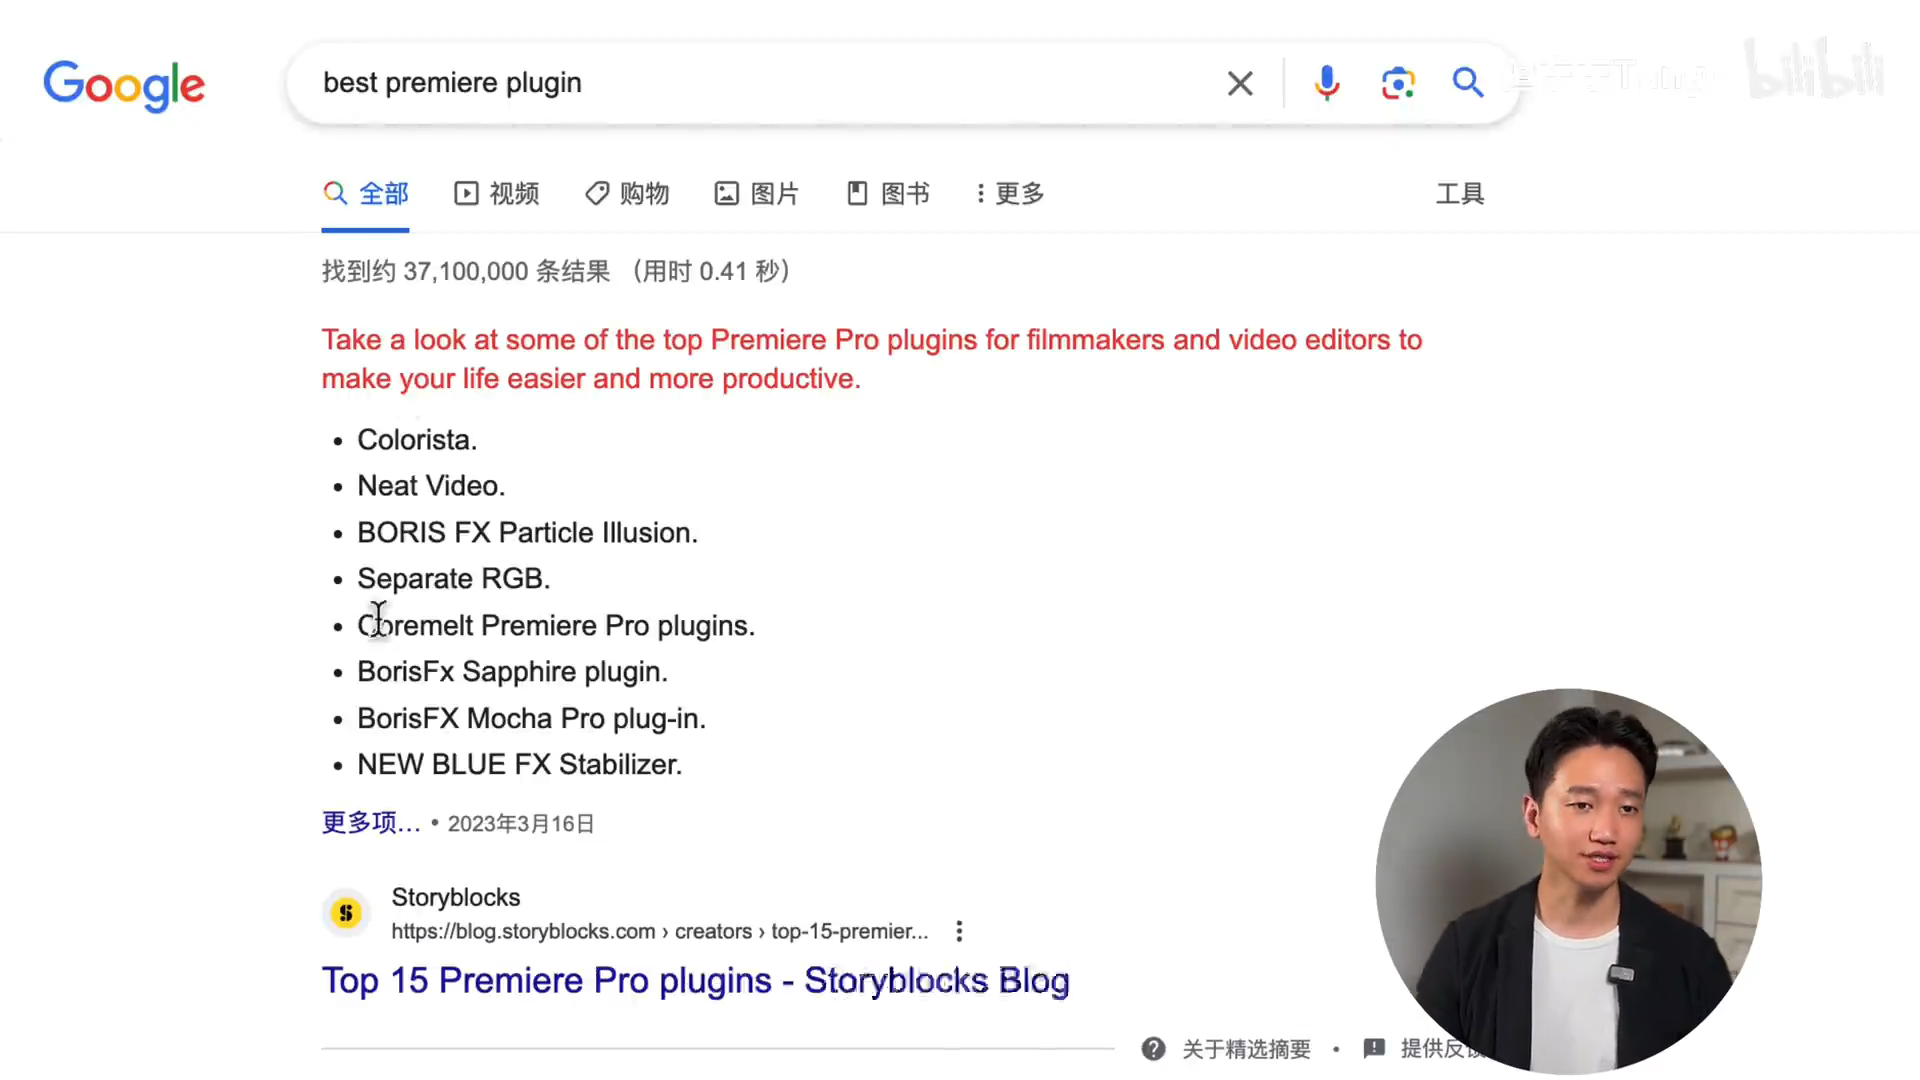 Google
best premiere plugin
bilibili
全部 视频 购物 图片 图书 更多 工具
找到约 37,100,000 条结果 （用时 0.41 秒）
Take a look at some of the top Premiere Pro plugins for filmmakers and video editors to
make your life easier and more productive.
Colorista.
Neat Video.
BORIS FX Particle Illusion.
Separate RGB.
Coremelt Premiere Pro plugins.
BorisFx Sapphire plugin.
BorisFX Mocha Pro plug-in.
NEW BLUE FX Stabilizer.
更多项... • 2023年3月16日
Storyblocks
https://blog.storyblocks.com › creators › top-15-premier...
Top 15 Premiere Pro plugins - Storyblocks Blog
关于精选摘要 • 提供反馈